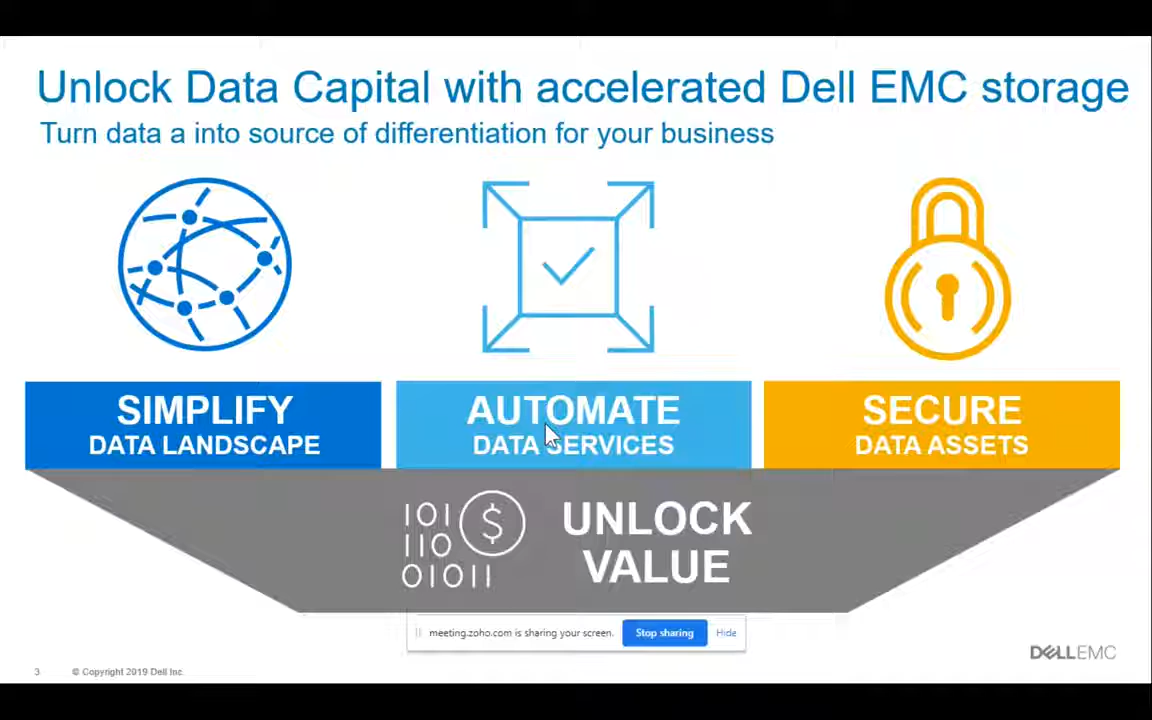 Unlock Data Capital with accelerated Dell EMC storage
Turn data a into source of differentiation for your business
SIMPLIFY
DATA LANDSCAPE
AUTOMATE
DATA SERVICES
SECURE
DATA ASSETS
101
110
01011
$
UNLOCK
VALUE
meeting.zoho.com is sharing your screen.
Stop sharing
Hide
3
© Copyright 2019 Dell Inc
DELLEMC